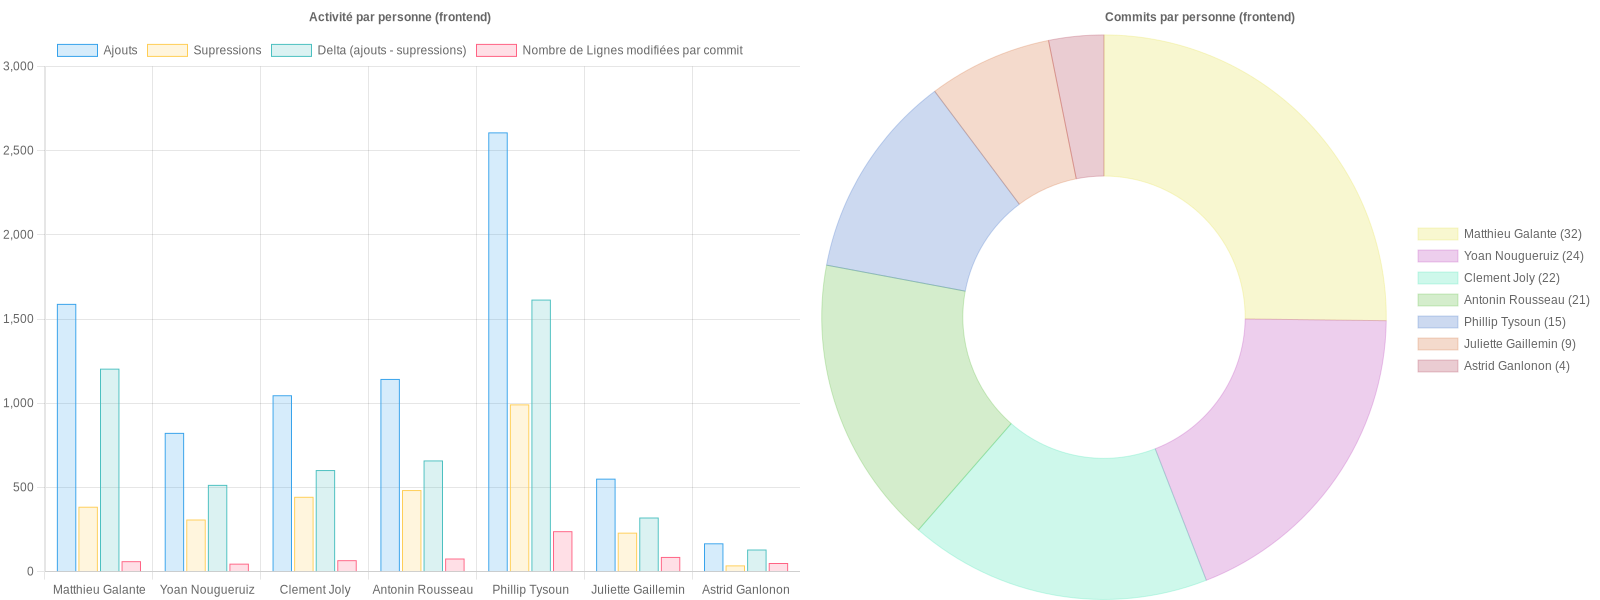 Activité par personne (frontend)
Ajouts
Supressions
Delta (ajouts - supressions)
Nombre de Lignes modifiées par commit
3,000
2,500
2,000
1,500
1,000
500
0
Matthieu Galante
Yoan Nougueruiz
Clement Joly
Antonin Rousseau
Phillip Tysoun
Juliette Gaillemin
Astrid Ganlonon
Commits par personne (frontend)
Matthieu Galante (32)
Yoan Nougueruiz (24)
Clement Joly (22)
Antonin Rousseau (21)
Phillip Tysoun (15)
Juliette Gaillemin (9)
Astrid Ganlonon (4)